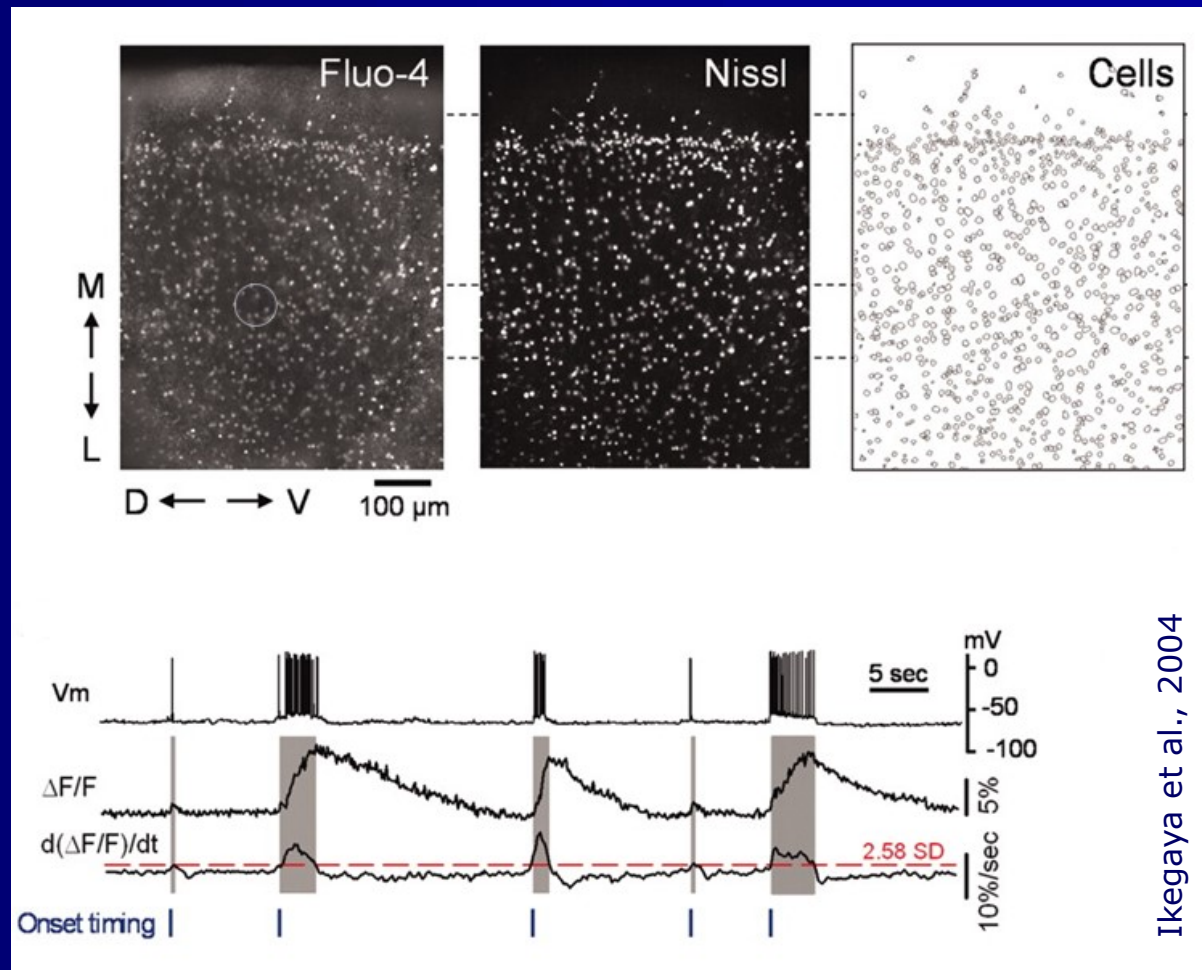 Fluo-4
Nissl
Cells
M
L
D
V
100 µm
mV
Vm
5 sec
0
-50
-100
ΔF/F
5%
d(ΔF/F)/dt
2.58 SD
10%/sec
Onset timing
Ikegaya et al., 2004